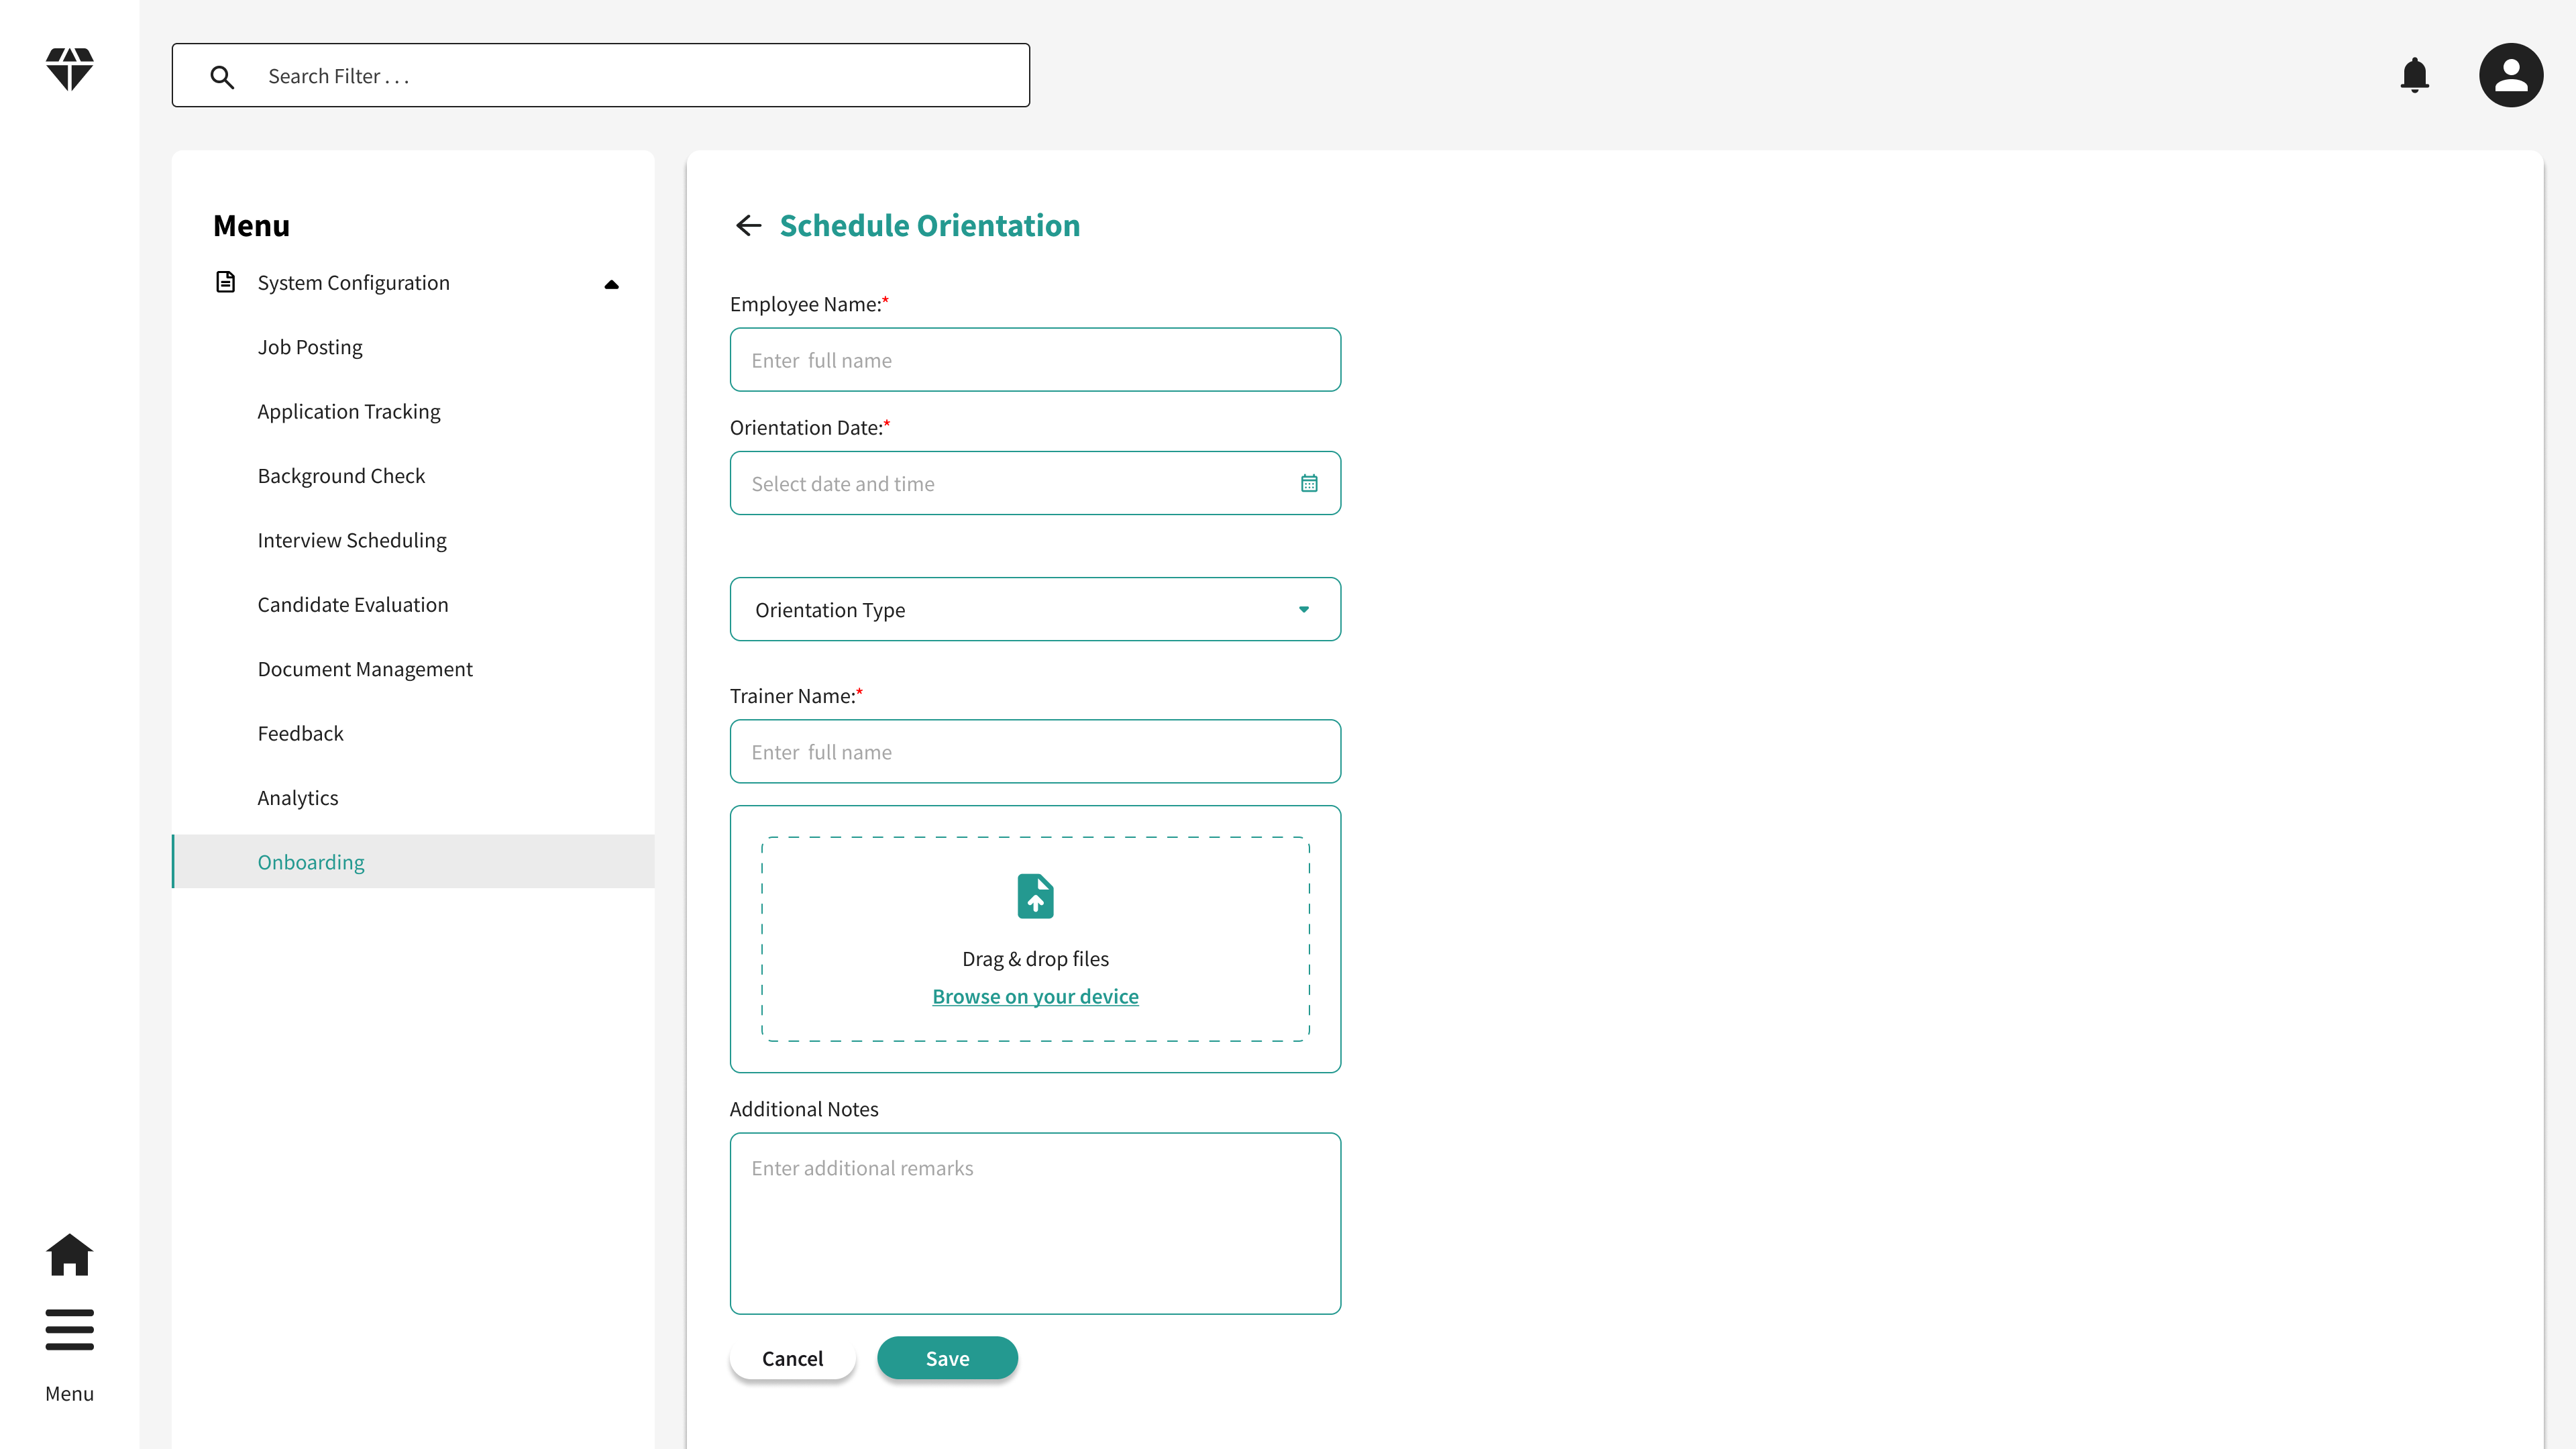 Search Filter . . .
Menu
System Configuration
Job Posting
Application Tracking
Background Check
Interview Scheduling
Candidate Evaluation
Document Management
Feedback
Analytics
Onboarding
Menu
Schedule Orientation
Employee Name:*
Enter  full name
Orientation Date:*
Select date and time
Orientation Type
Trainer Name:*
Enter  full name
Drag & drop files
Browse on your device
Additional Notes
Enter additional remarks
Cancel
Save